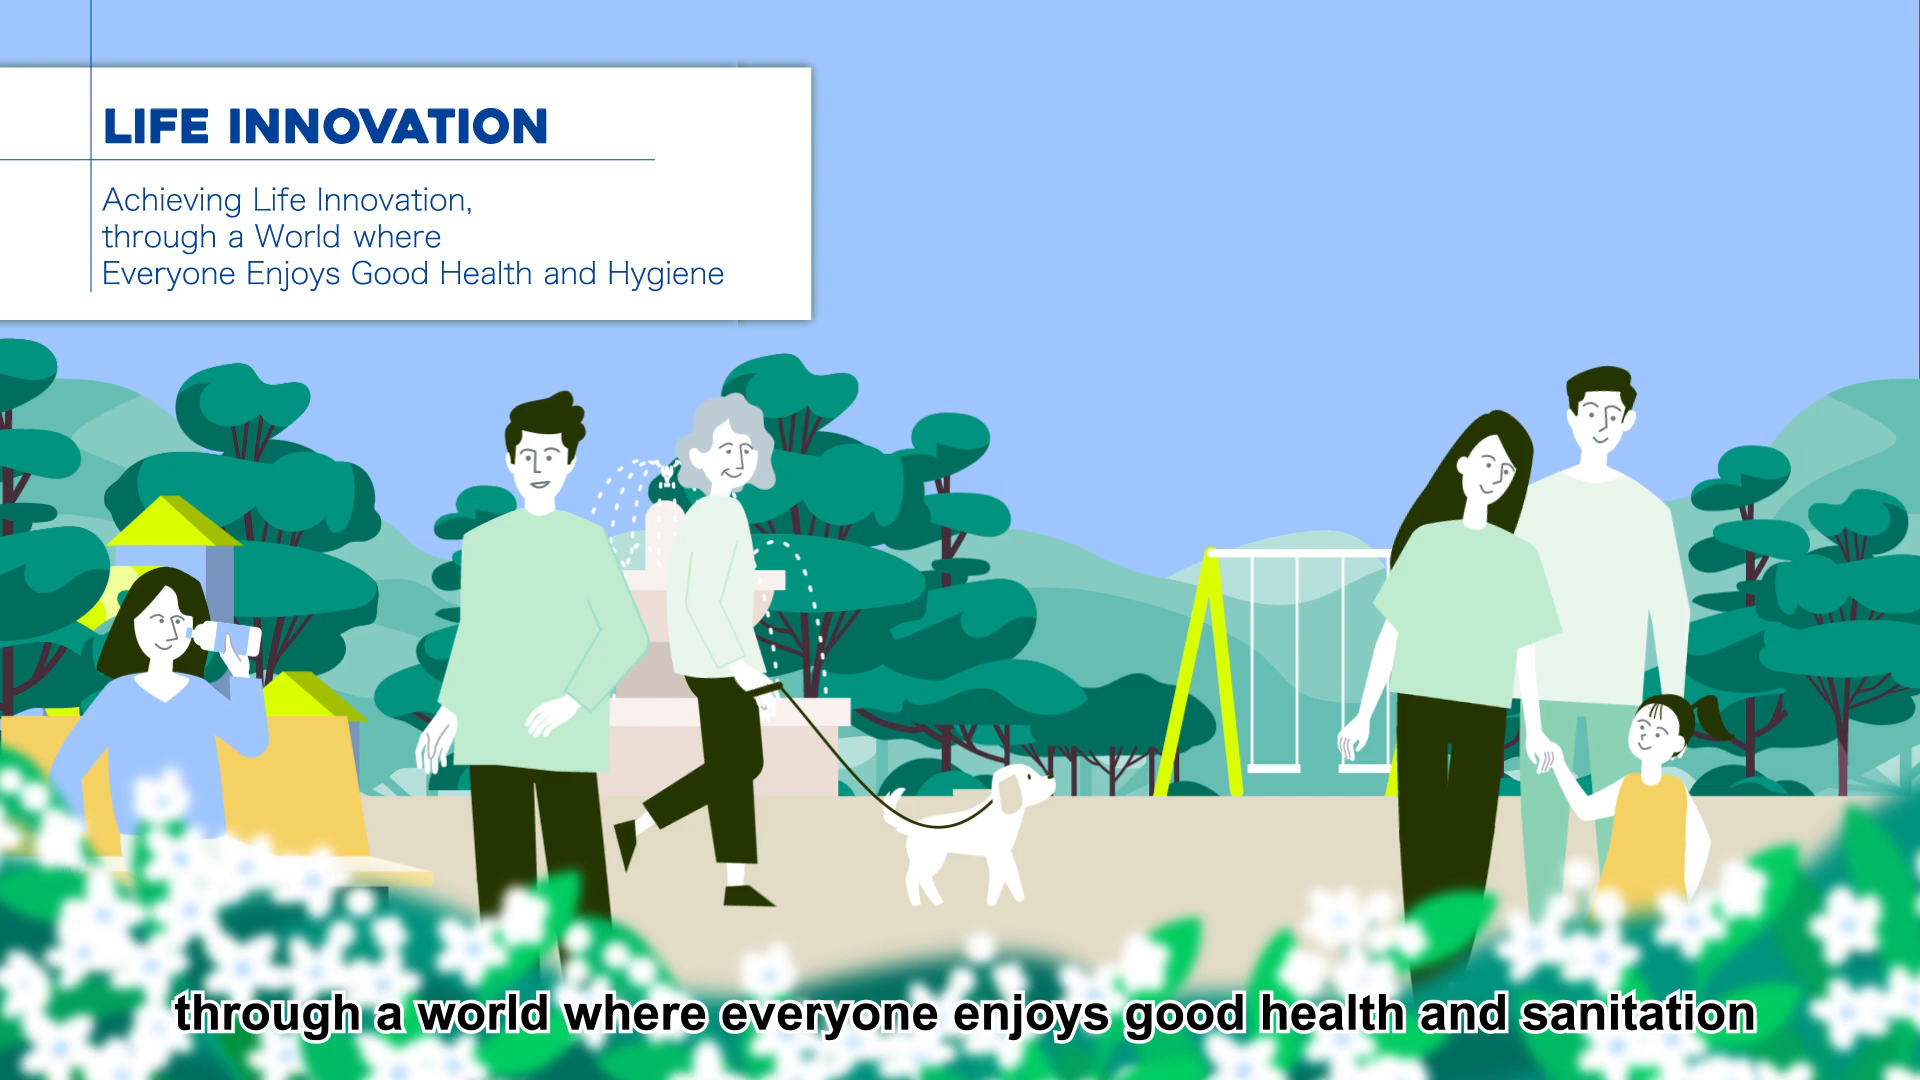 LIFE INNOVATION
Achieving Life Innovation,
through a World where
Everyone Enjoys Good Health and Hygiene
through a world where everyone enjoys good health and sanitation